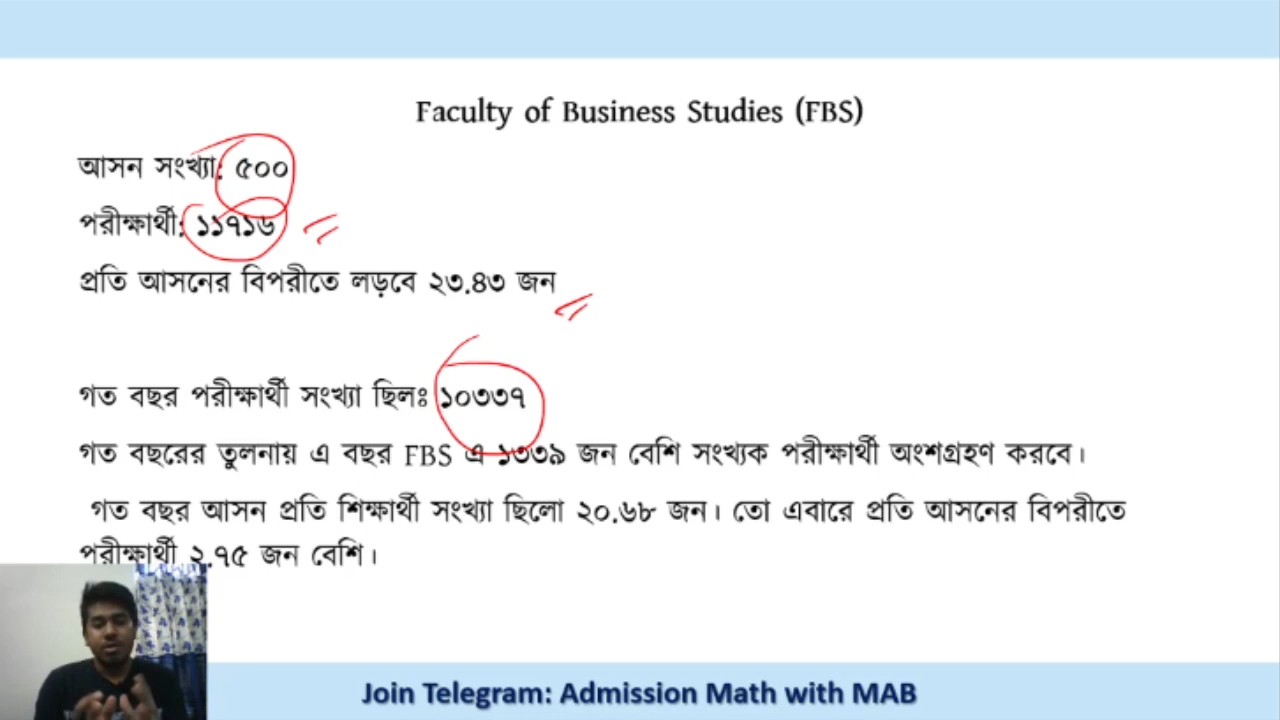 Faculty of Business Studies (FBS)
আসন সংখ্যা: ৫০০
পরীক্ষার্থী: ১১৭১৬
প্রতি আসনের বিপরীতে লড়বে ২৩.৪৩ জন
গত বছর পরীক্ষার্থী সংখ্যা ছিলঃ ১০৩৩৭
গত বছরের তুলনায় এ বছর FBS এ ১৩৩৯ জন বেশি সংখ্যক পরীক্ষার্থী অংশগ্রহণ করবে।
গত বছর আসন প্রতি শিক্ষার্থী সংখ্যা ছিলো ২০.৬৮ জন। তো এবারে প্রতি আসনের বিপরীতে
পরীক্ষার্থী ২.৭৫ জন বেশি।
Join Telegram: Admission Math with MAB